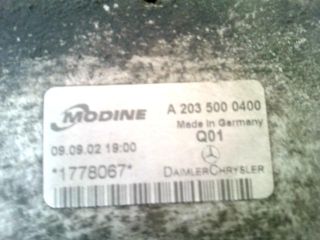 MODINE A 203 500 0400
Made in Germany
Q01
09.09.02 19:00
*1778067* DAIMLERCHRYSLER